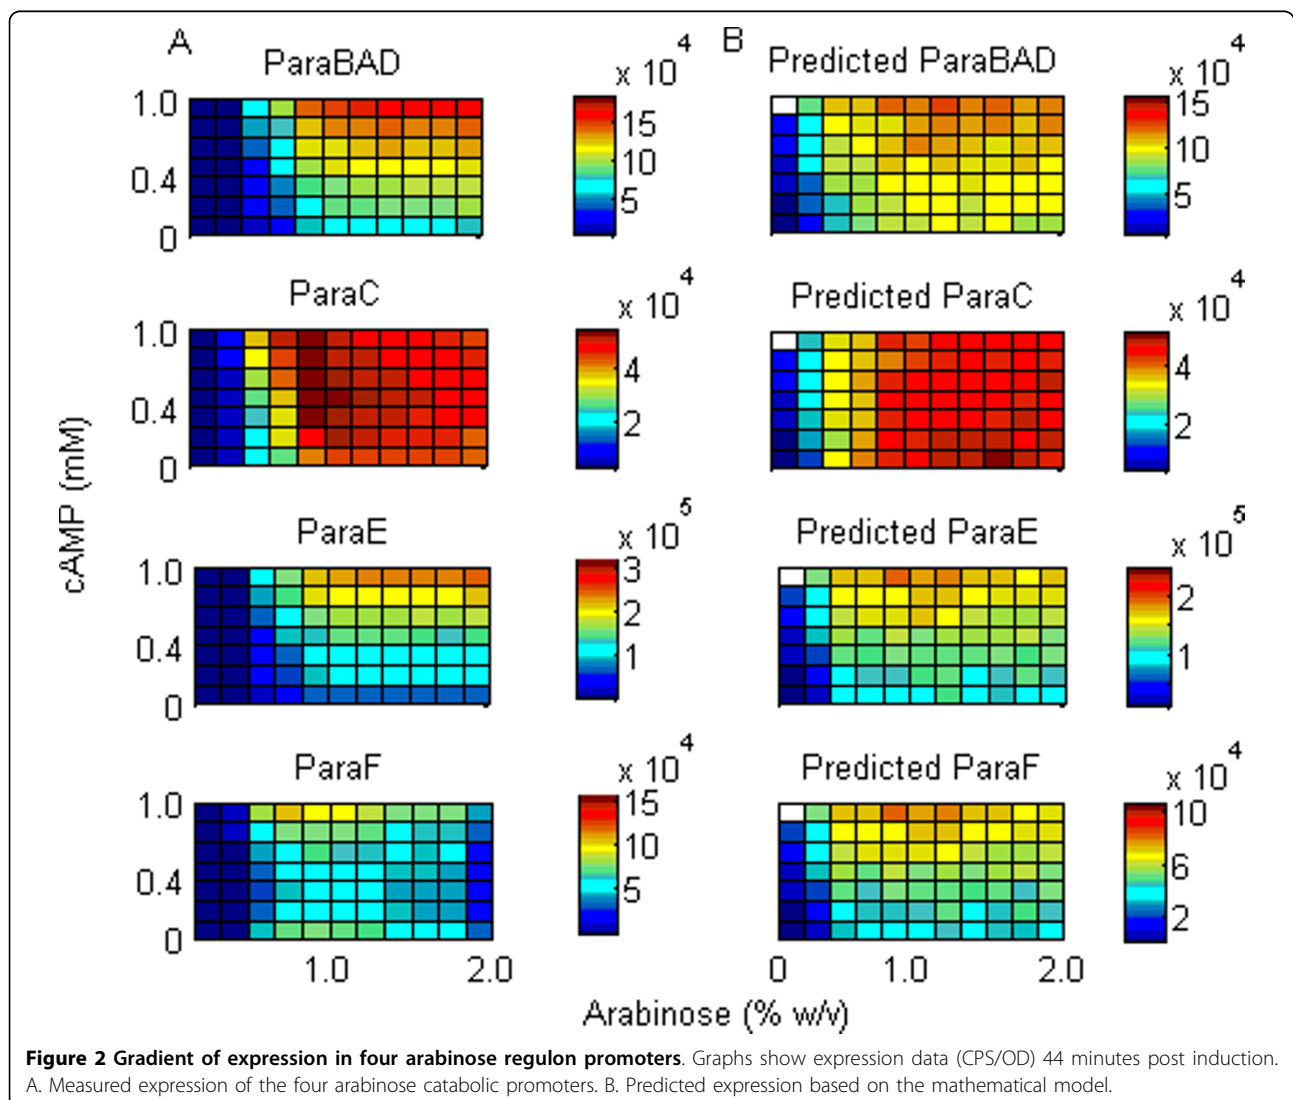 A
B
ParaBAD
x 10 4
Predicted ParaBAD
x 10 4
1.0
0.4
0
15
10
5
15
10
5
ParaC
x 10 4
Predicted ParaC
x 10 4
1.0
0.4
0
4
2
4
2
cAMP (mM)
ParaE
x 10 5
Predicted ParaE
x 10 5
1.0
0.4
0
3
2
1
2
1
ParaF
x 10 4
Predicted ParaF
x 10 4
1.0
0.4
0
15
10
5
10
6
2
1.0 2.0
0 1.0 2.0
Arabinose (% w/v)
Figure 2 Gradient of expression in four arabinose regulon promoters. Graphs show expression data (CPS/OD) 44 minutes post induction.
A. Measured expression of the four arabinose catabolic promoters. B. Predicted expression based on the mathematical model.